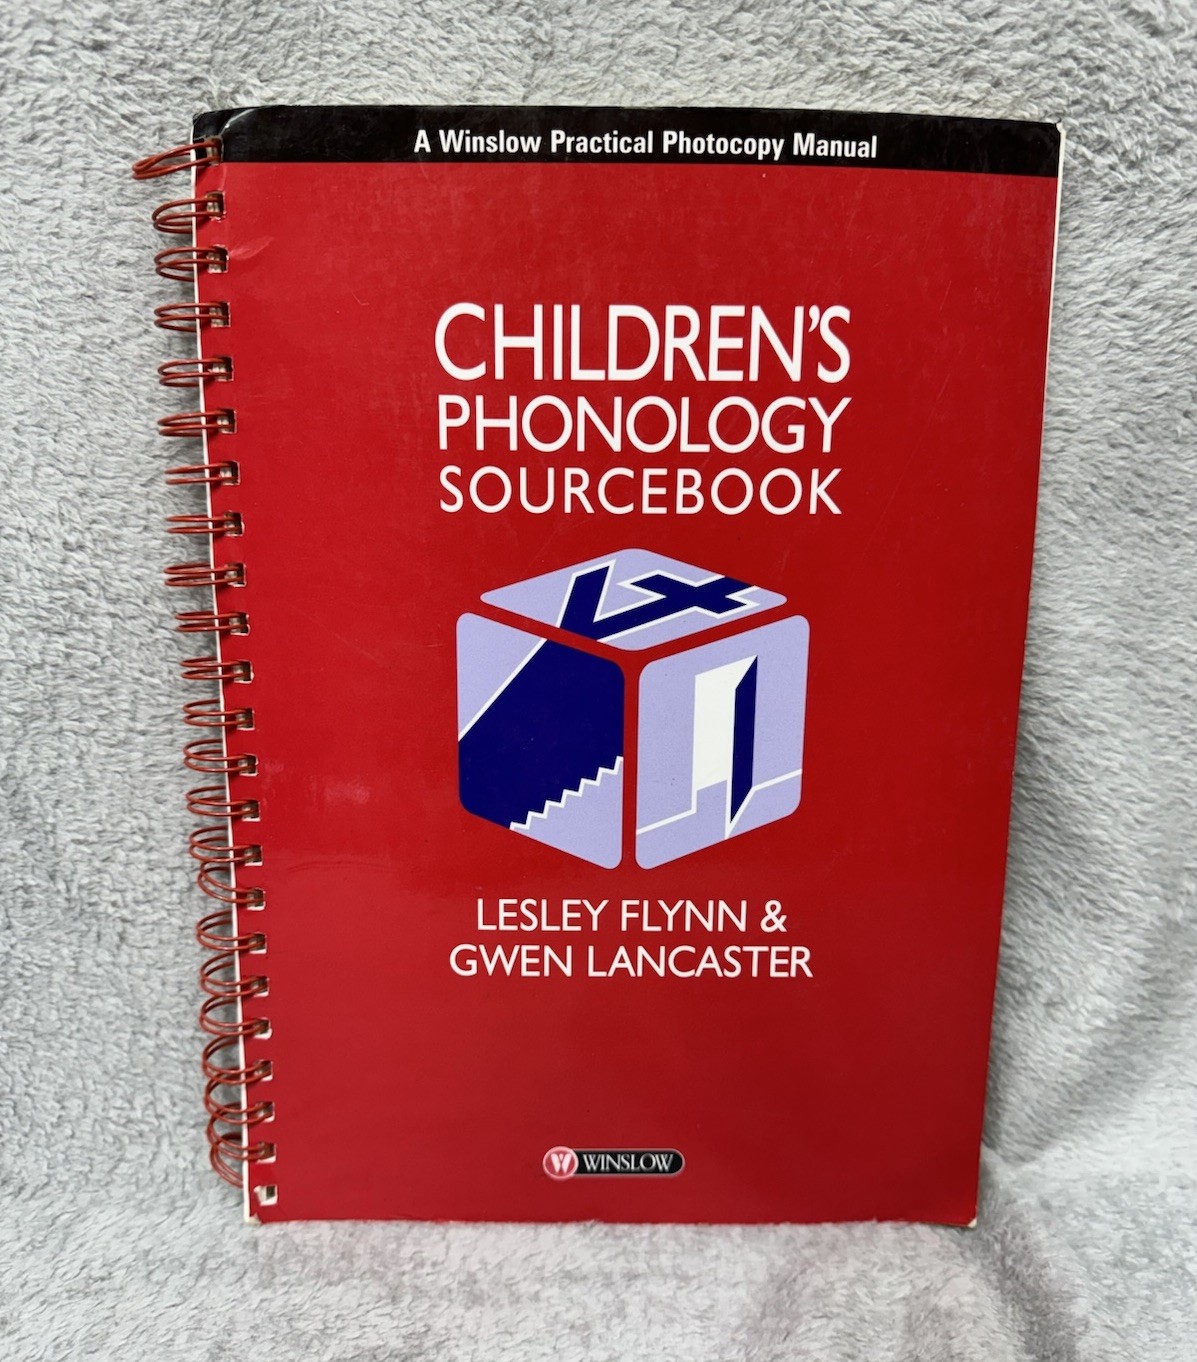 A Winslow Practical Photocopy Manual
CHILDREN'S
PHONOLOGY
SOURCEBOOK
LESLEY FLYNN &
GWEN LANCASTER
WINSLOW